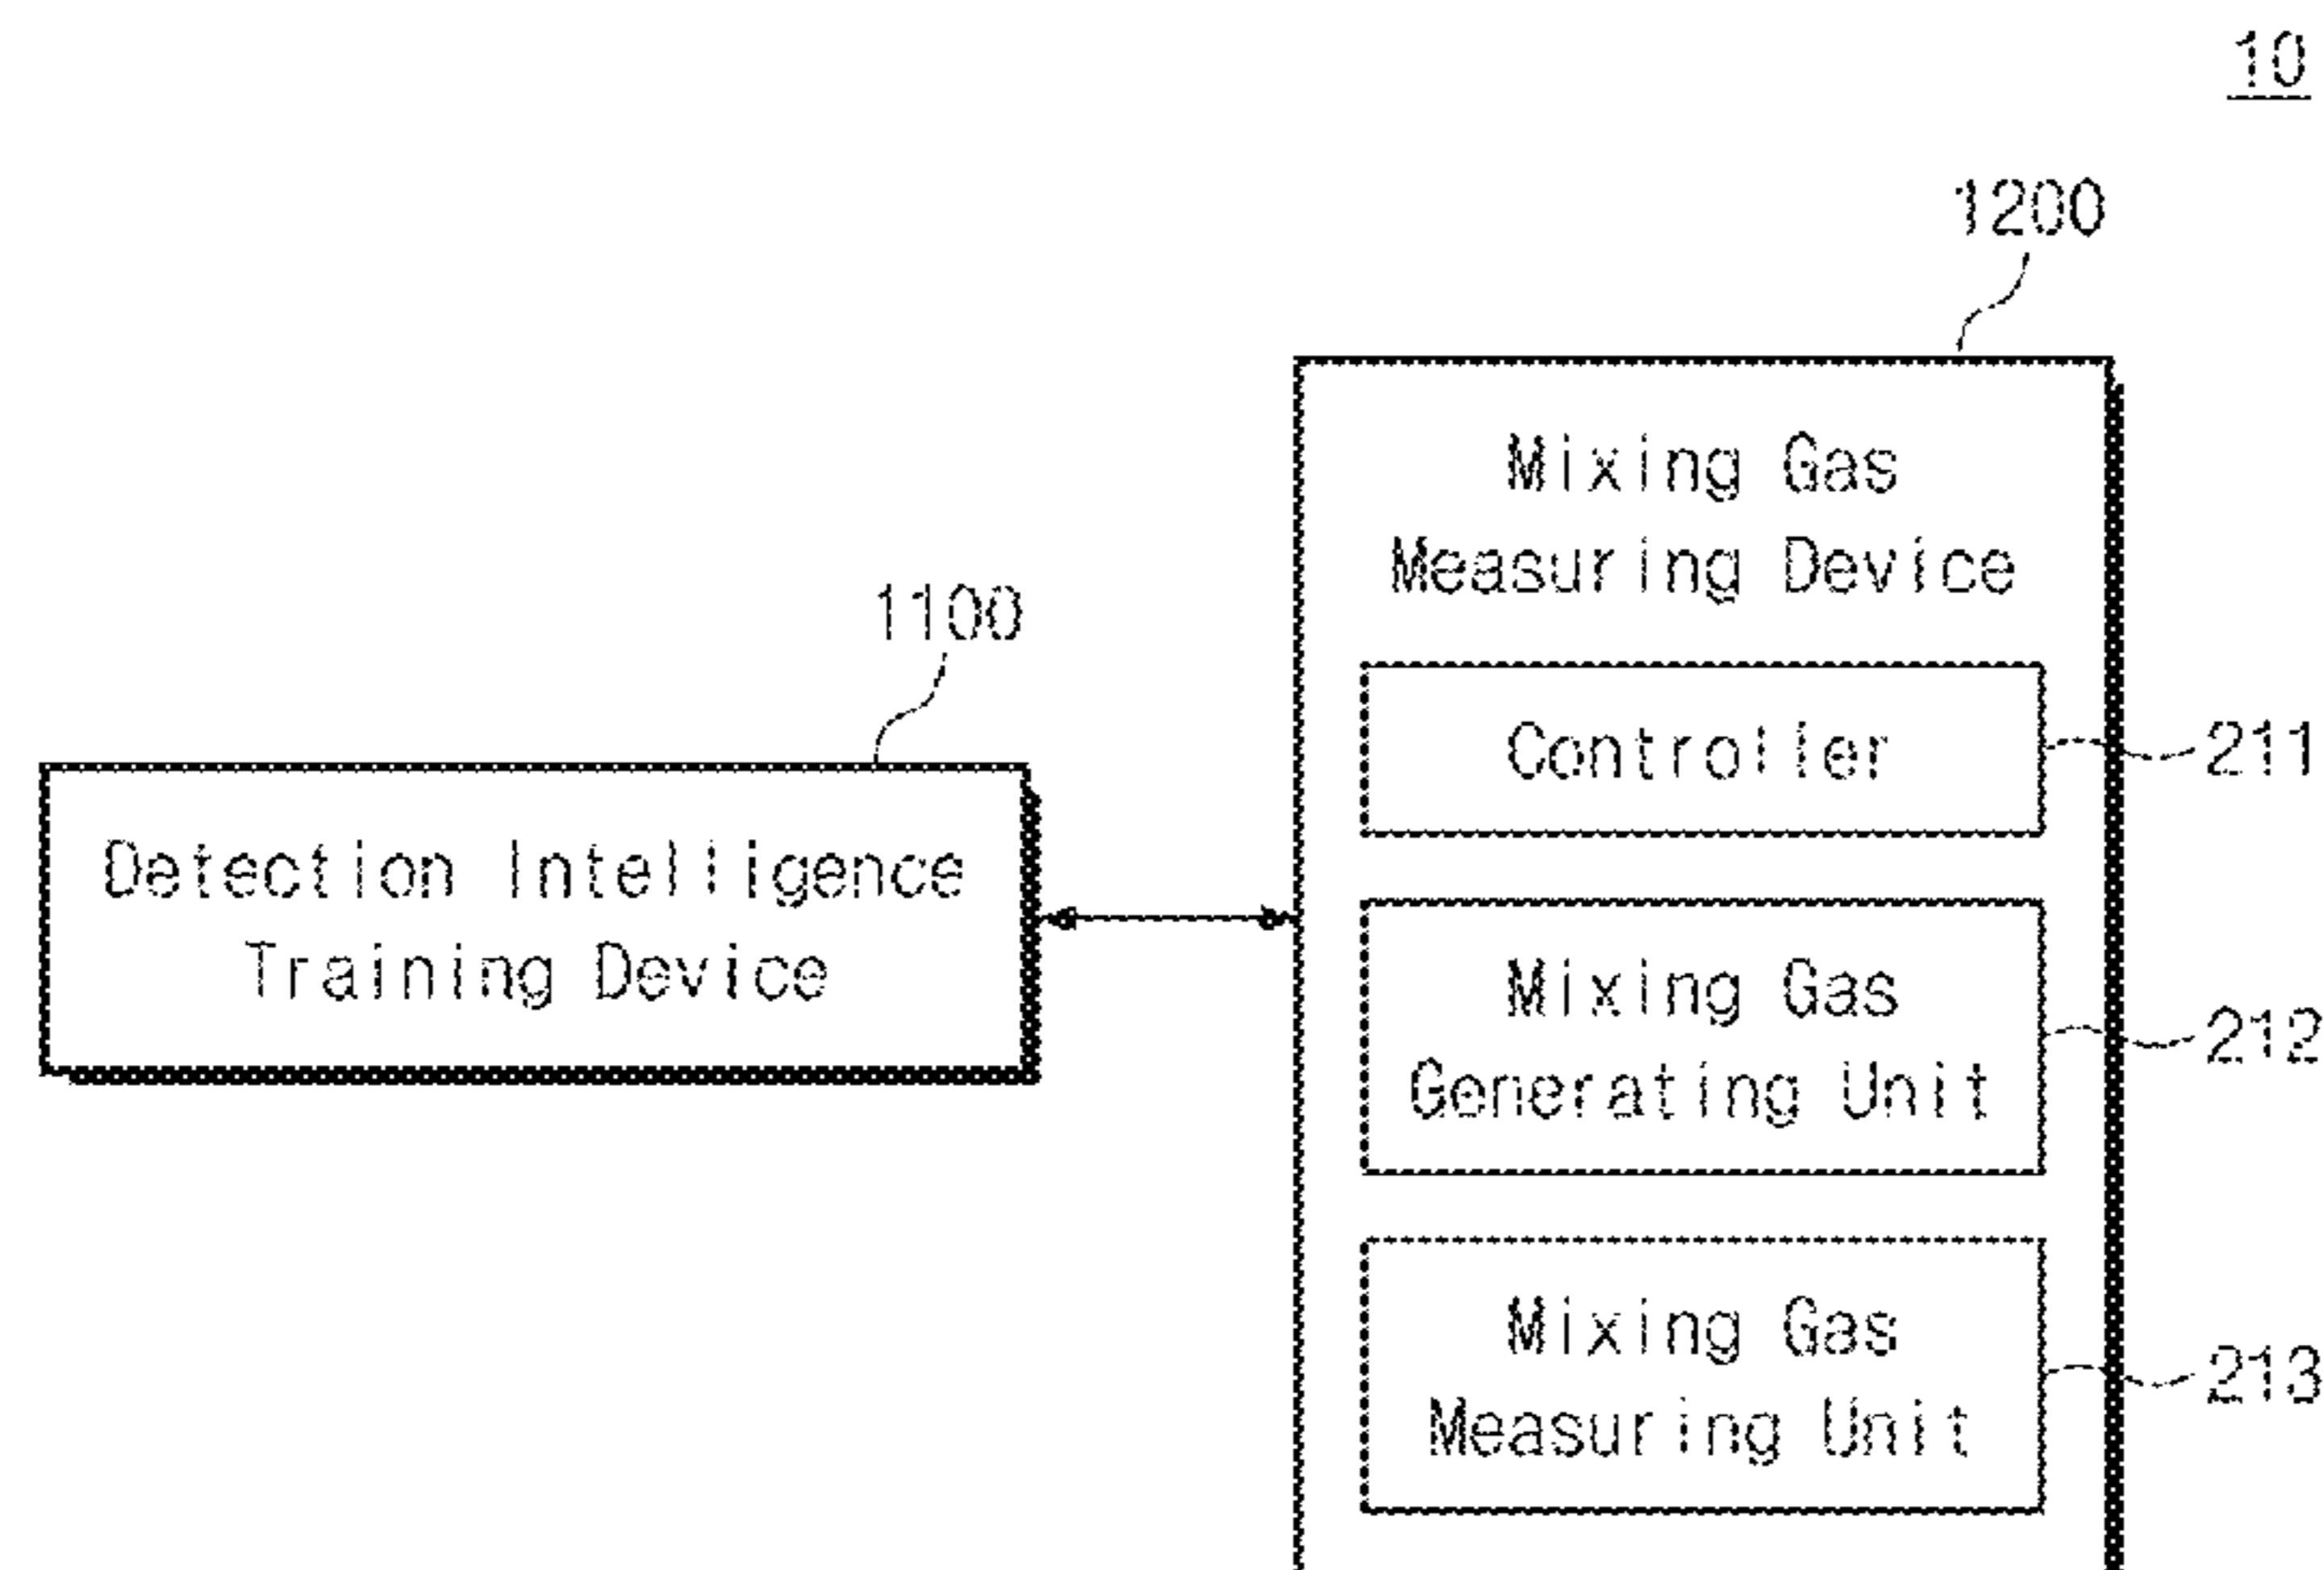 10
1200
Mixing Gas
Measuring Device
1100
Controller
211
Detection Intelligence
Training Device
Mixing Gas
Generating Unit
212
Mixing Gas
Measuring Unit
213